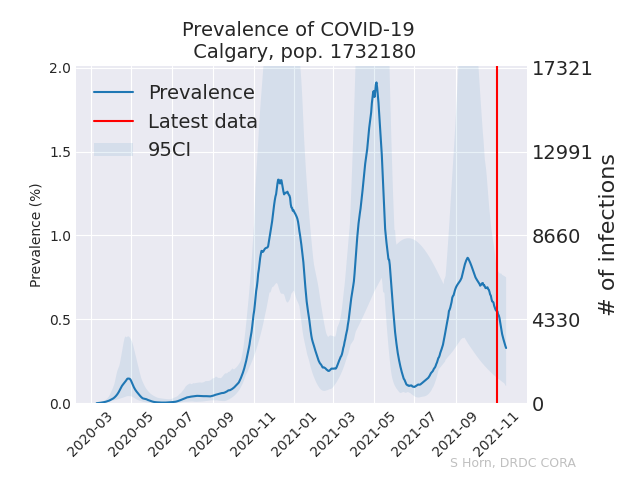 Prevalence of COVID-19
Calgary, pop. 1732180
2.0
1.5
1.0
0.5
0.0
Prevalence (%)
Prevalence
Latest data
95CI
17321
12991
8660
4330
0
# of infections
2020-03
2020-05
2020-07
2020-09
2020-11
2021-01
2021-03
2021-05
2021-07
2021-09
2021-11
S Horn, DRDC CORA